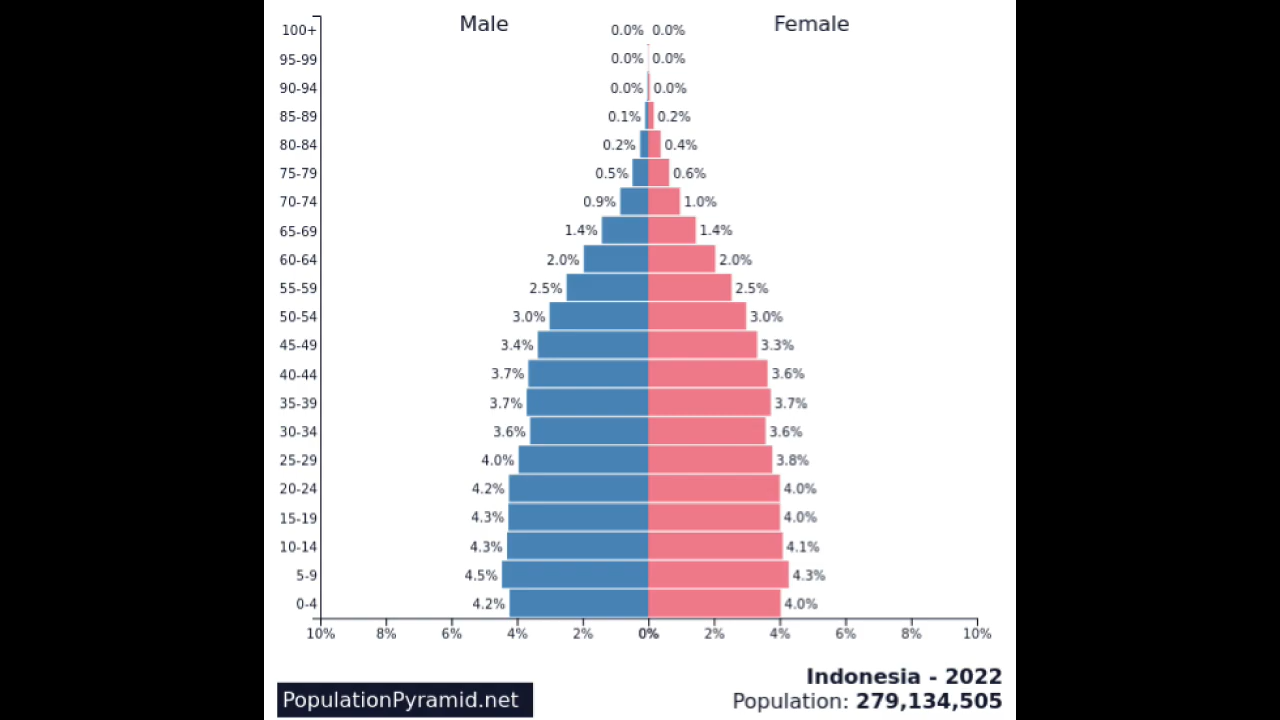 Male Female
100+ 0.0% 0.0%
95-99 0.0% 0.0%
90-94 0.0% 0.0%
85-89 0.1% 0.2%
80-84 0.2% 0.4%
75-79 0.5% 0.6%
70-74 0.9% 1.0%
65-69 1.4% 1.4%
60-64 2.0% 2.0%
55-59 2.5% 2.5%
50-54 3.0% 3.0%
45-49 3.4% 3.3%
40-44 3.7% 3.6%
35-39 3.7% 3.7%
30-34 3.6% 3.6%
25-29 4.0% 3.8%
20-24 4.2% 4.0%
15-19 4.3% 4.0%
10-14 4.3% 4.1%
5-9 4.5% 4.3%
0-4 4.2% 4.0%
10% 8% 6% 4% 2% 0% 2% 4% 6% 8% 10%
Indonesia - 2022
PopulationPyramid.net Population: 279,134,505